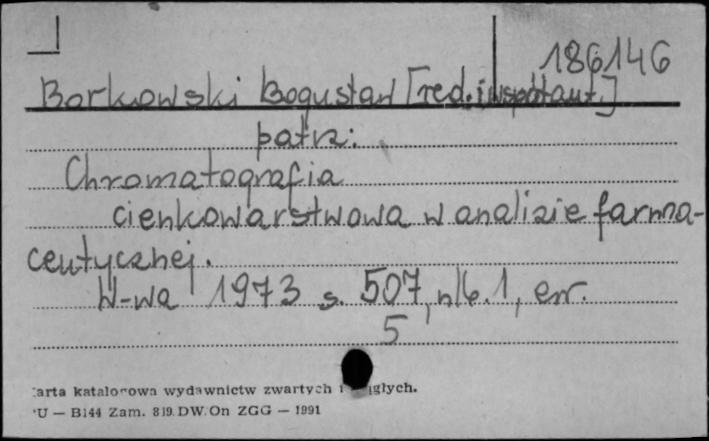 186146
Borkowski Bogusław [red. i współaut.]
patrz:
Chromatografia
cienkowarstwowa w analizie farma-
ceutycznej.
W-wa 1973 s. 507, nlb. 1, err.
5
arta katalogowa wydawnictw zwartych i głych.
U — B144 Zam. 819. DW. On ZGG — 1991